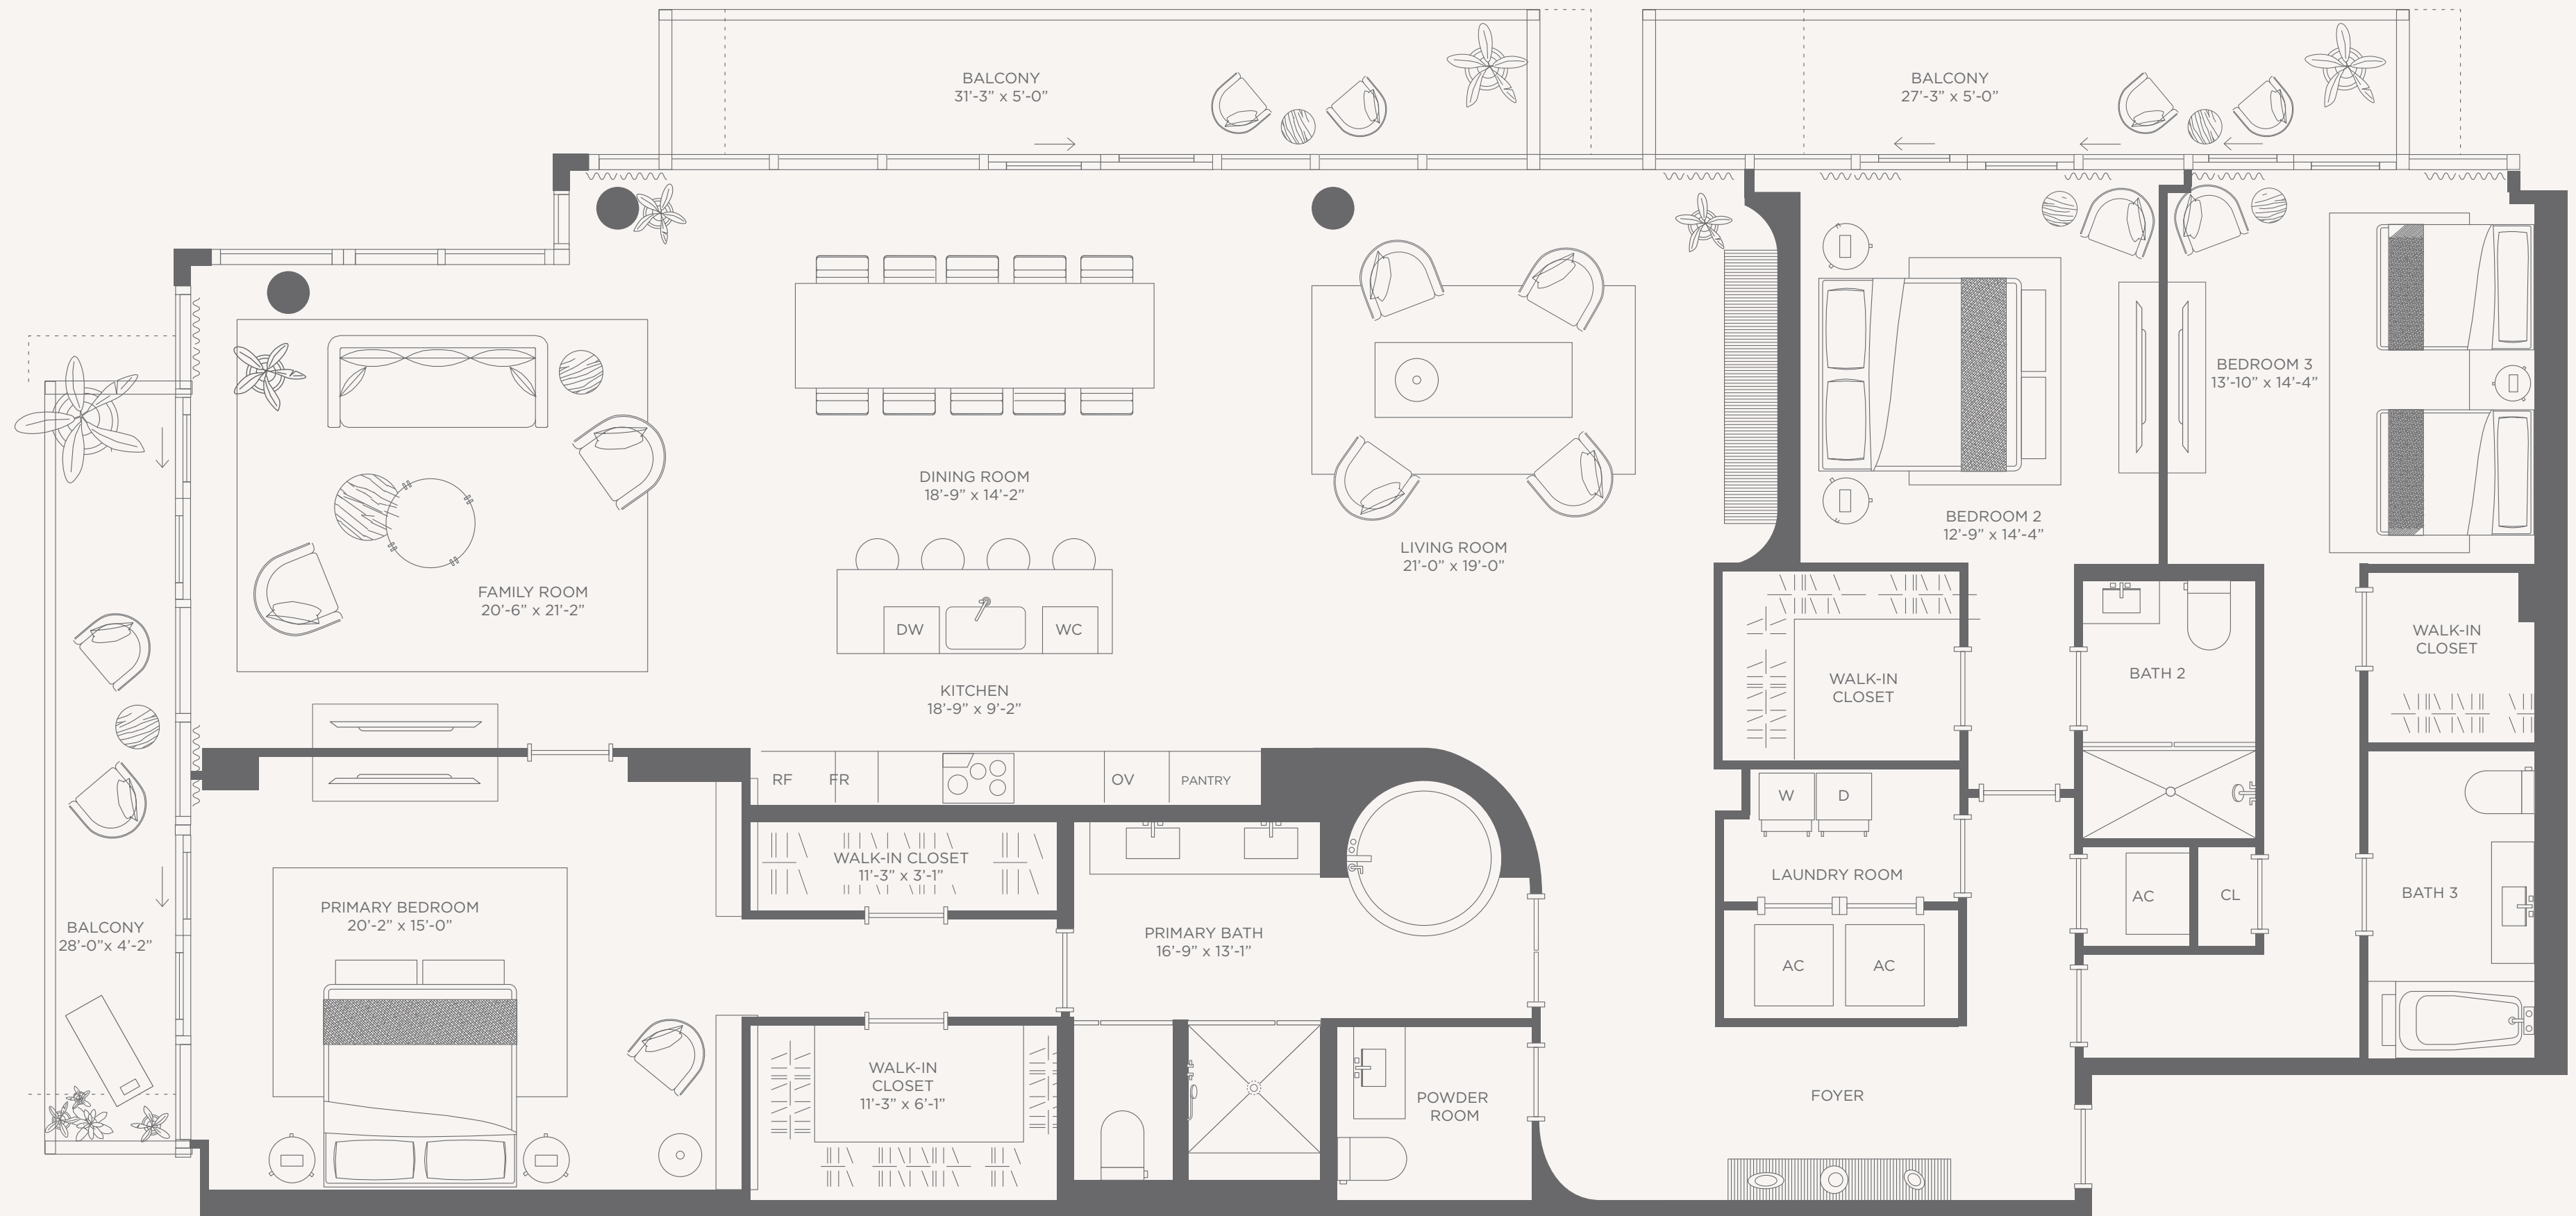 BALCONY
31'-3" x 5'-0"
BALCONY
27'-3" x 5'-0"
BEDROOM 3
13'-10" x 14'-4"
DINING ROOM
18'-9" x 14'-2"
BEDROOM 2
12'-9" x 14'-4"
LIVING ROOM
21'-0" x 19'-0"
FAMILY ROOM
20'-6" x 21'-2"
DW
WC
WALK-IN
CLOSET
BATH 2
WALK-IN
CLOSET
KITCHEN
18'-9" x 9'-2"
RF
FR
OV
PANTRY
W
D
WALK-IN CLOSET
11'-3" x 3'-1"
LAUNDRY ROOM
AC
CL
BATH 3
PRIMARY BEDROOM
20'-2" x 15'-0"
BALCONY
28'-0"x 4'-2"
PRIMARY BATH
16'-9" x 13'-1"
AC
AC
WALK-IN
CLOSET
11'-3" x 6'-1"
POWDER
ROOM
FOYER